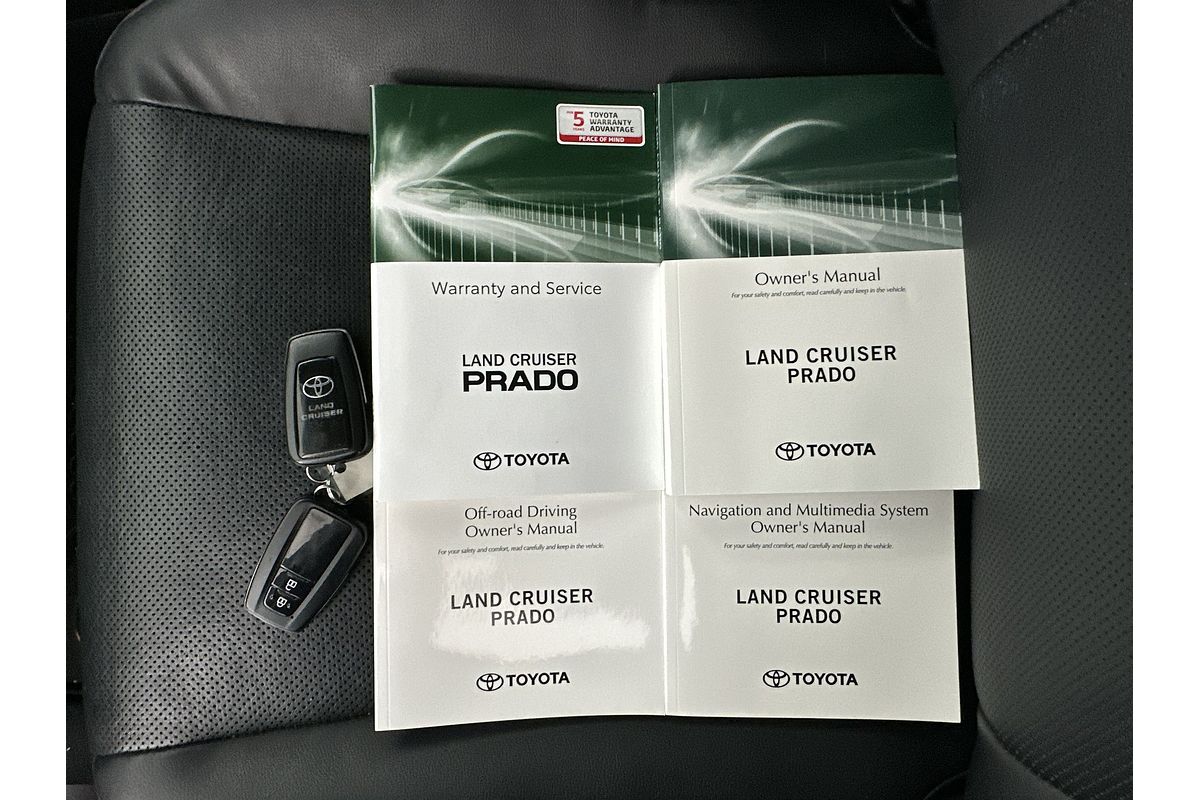 5
YEARS
TOYOTA
WARRANTY
ADVANTAGE
PEACE OF MIND
Warranty and Service
LAND CRUISER
PRADO
TOYOTA
Owner's Manual
For your safety and comfort, read carefully and keep in the vehicle.
LAND CRUISER
PRADO
TOYOTA
LAND
CRUISER
Off-road Driving
Owner's Manual
For your safety and comfort, read carefully and keep in the vehicle.
LAND CRUISER
PRADO
TOYOTA
Navigation and Multimedia System
Owner's Manual
For your safety and comfort, read carefully and keep in the vehicle.
LAND CRUISER
PRADO
TOYOTA